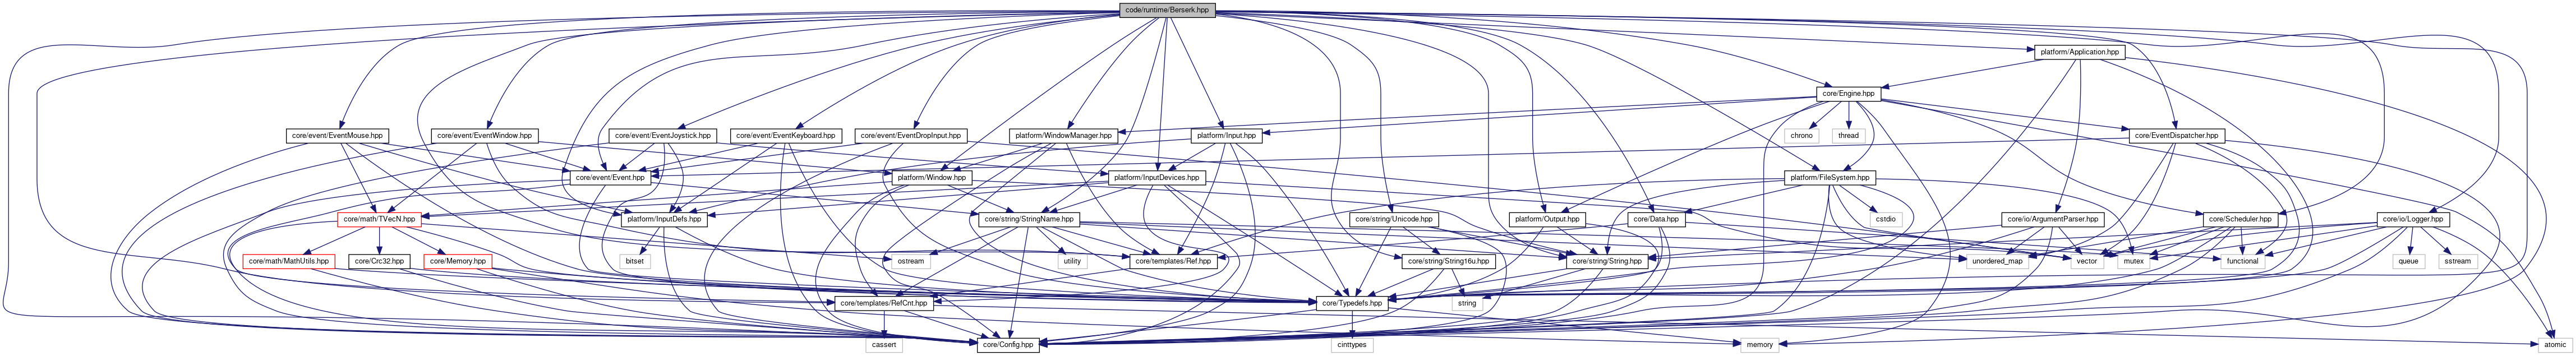 code/runtime/Berserk.hpp
platform/Application.hpp
core/Engine.hpp
core/event/EventMouse.hpp
core/event/EventWindow.hpp
core/event/EventJoystick.hpp
core/event/EventKeyboard.hpp
core/event/EventDropInput.hpp
platform/WindowManager.hpp
platform/Input.hpp
chrono
thread
core/EventDispatcher.hpp
core/event/Event.hpp
platform/Window.hpp
platform/InputDevices.hpp
platform/FileSystem.hpp
core/math/TVecN.hpp
platform/InputDefs.hpp
core/string/StringName.hpp
core/string/Unicode.hpp
platform/Output.hpp
core/Data.hpp
cstdio
core/io/ArgumentParser.hpp
core/Scheduler.hpp
core/io/Logger.hpp
core/math/MathUtils.hpp
core/Crc32.hpp
core/Memory.hpp
bitset
ostream
utility
core/templates/Ref.hpp
core/string/String16u.hpp
core/string/String.hpp
unordered_map
vector
mutex
functional
queue
sstream
core/templates/RefCnt.hpp
core/Typedefs.hpp
string
cassert
core/Config.hpp
cinttypes
memory
atomic